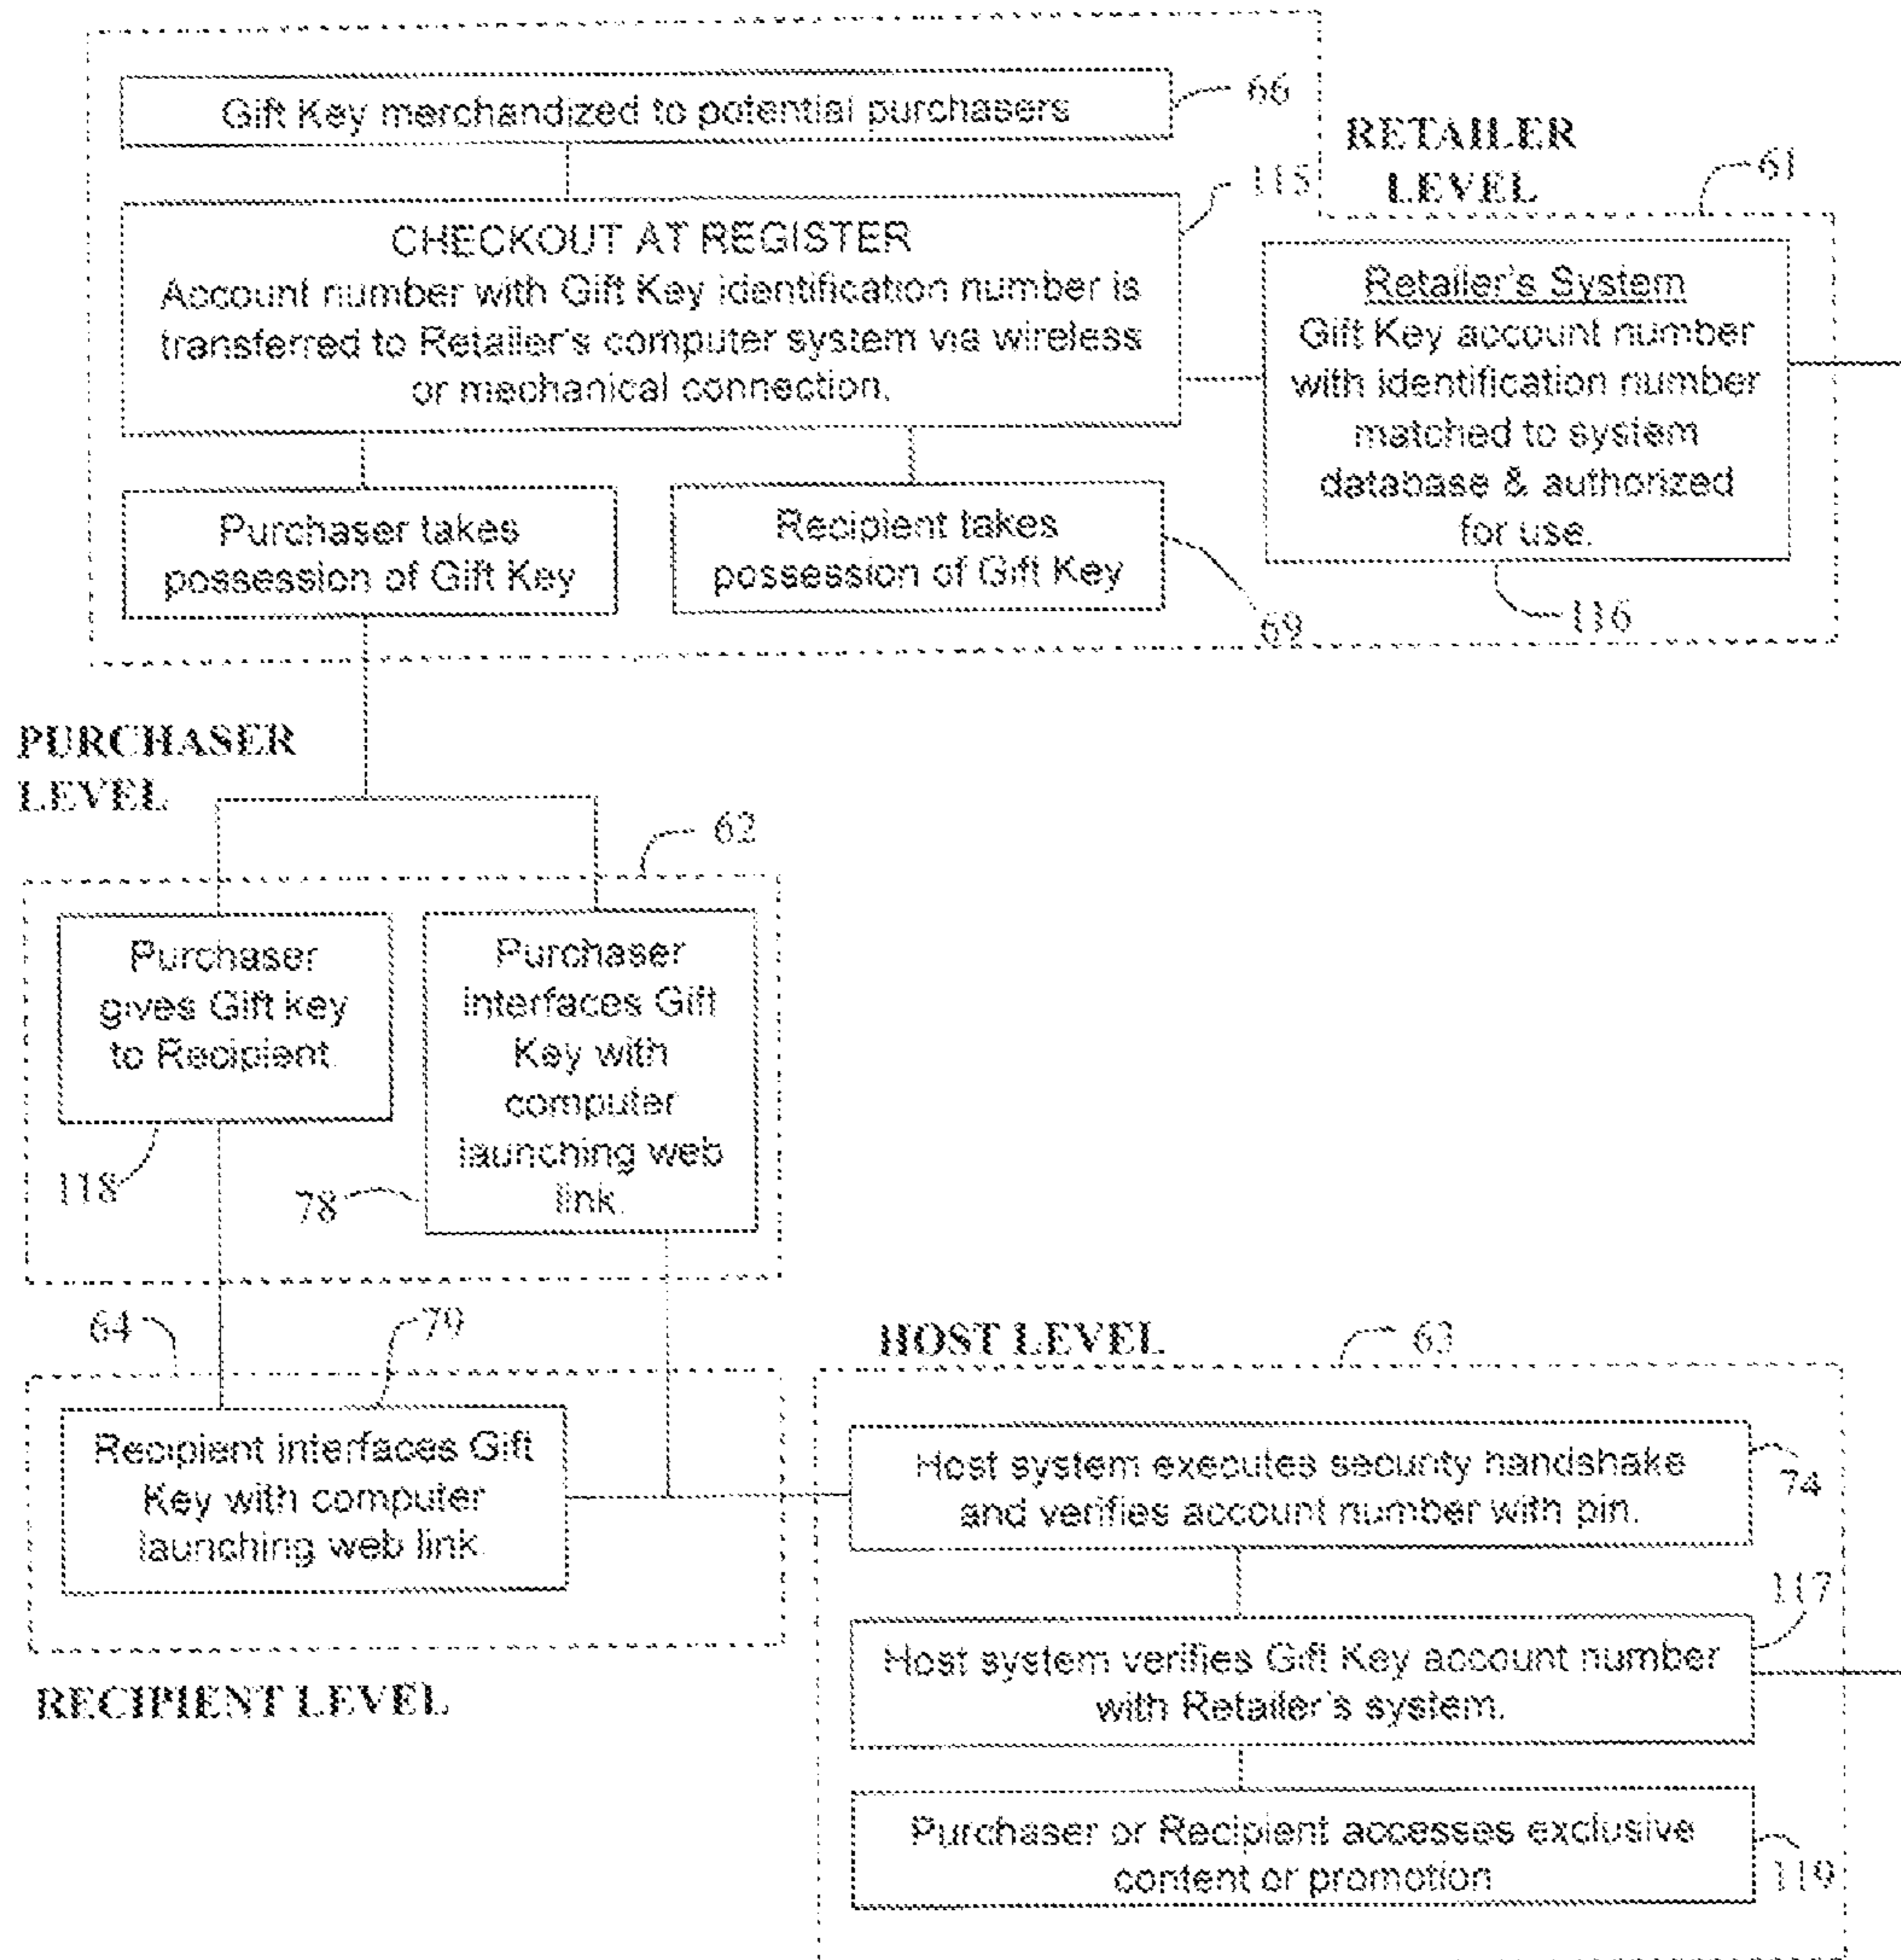 Gift Key merchandized to potential purchasers
66
RETAILER
LEVEL
61
115
CHECKOUT AT REGISTER
Account number with Gift Key identification number is
transferred to Retailer's computer system via wireless
or mechanical connection.
Retailer's System
Gift Key account number
with identification number
matched to system
database & authorized
for use.
116
Purchaser takes
possession of Gift Key
Recipient takes
possession of Gift Key
69
PURCHASER
LEVEL
62
Purchaser
gives Gift key
to Recipient.
118
Purchaser
interfaces Gift
Key with
computer
launching web
link.
78
64
79
Recipient interfaces Gift
Key with computer
launching web link.
RECIPIENT LEVEL
HOST LEVEL
63
Host system executes security handshake
and verifies account number with pin.
74
117
Host system verifies Gift Key account number
with Retailer's system.
Purchaser or Recipient accesses exclusive
content or promotion
119